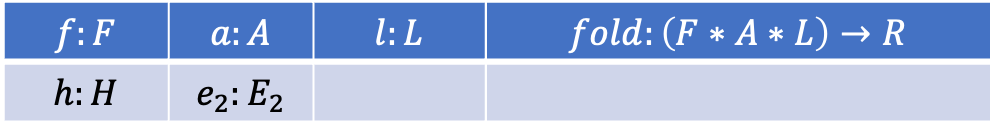 f: F a: A l: L fold: (F * A * L) → R
h: H e₂: E₂